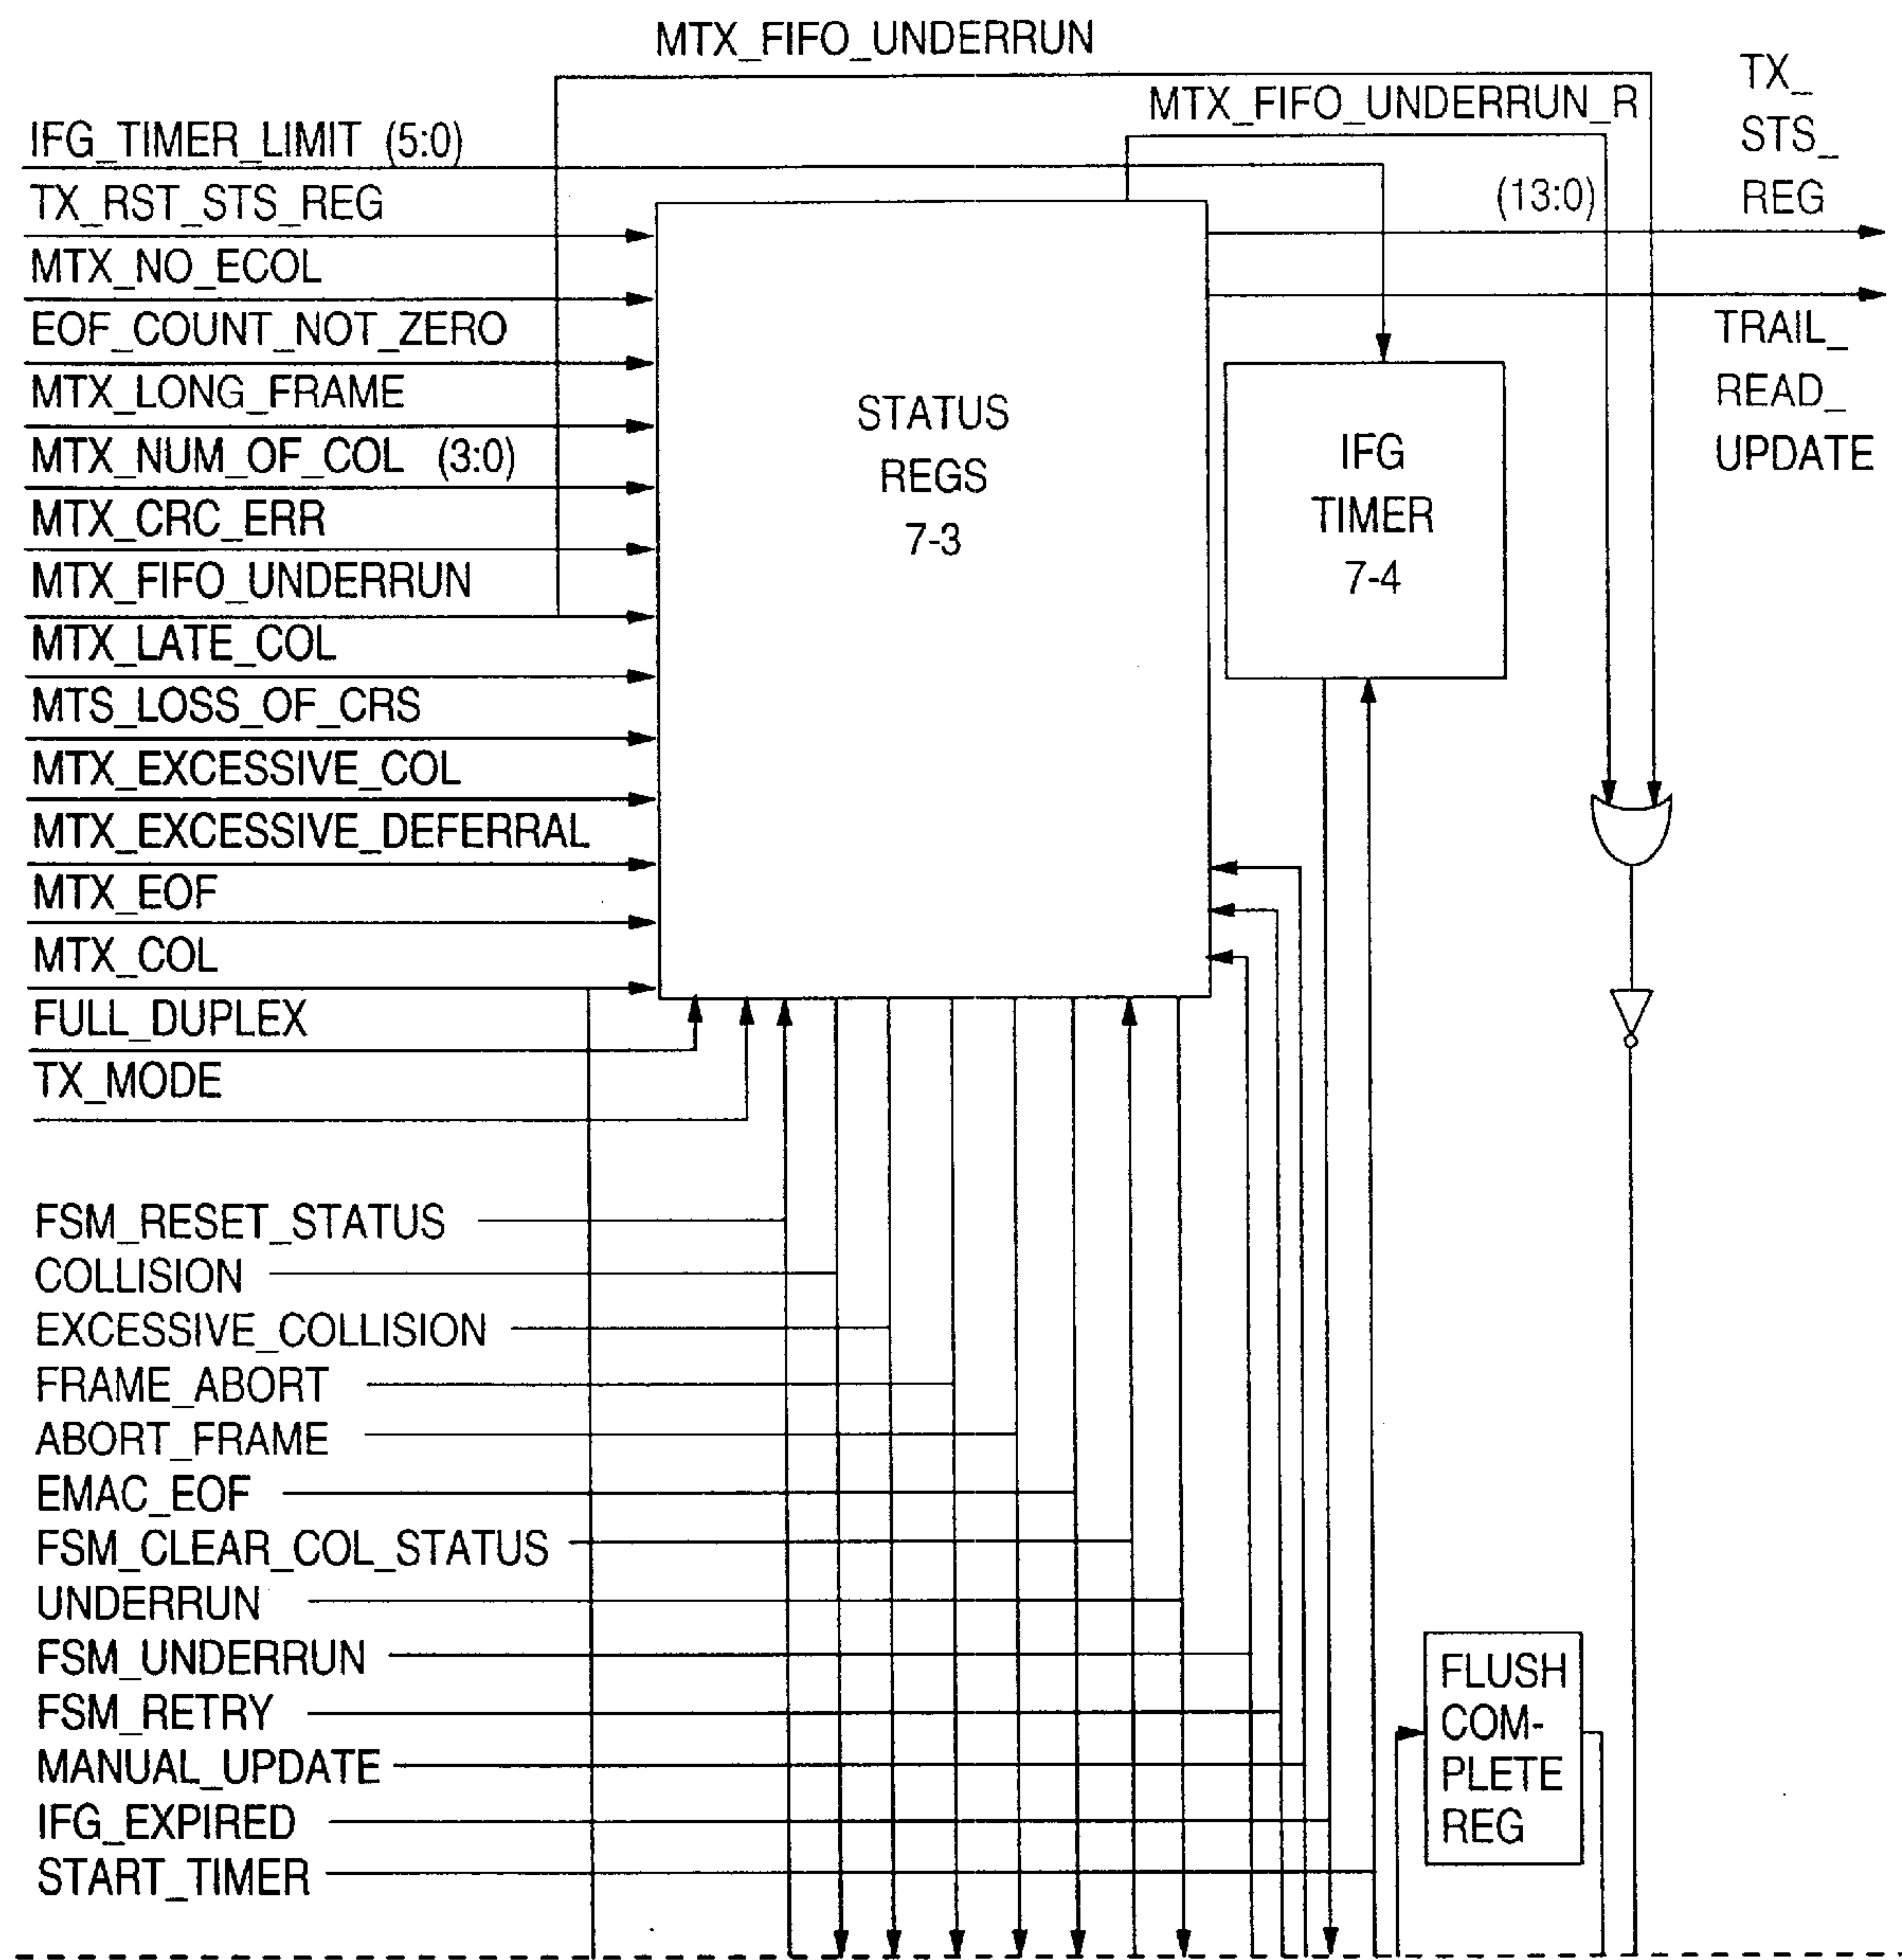 MTX_FIFO_UNDERRUN
MTX_FIFO_UNDERRUN_R
TX_
STS_
REG
(13:0)
IFG_TIMER_LIMIT (5:0)
TX_RST_STS_REG
MTX_NO_ECOL
EOF_COUNT_NOT_ZERO
MTX_LONG_FRAME
MTX_NUM_OF_COL (3:0)
MTX_CRC_ERR
MTX_FIFO_UNDERRUN
MTX_LATE_COL
MTS_LOSS_OF_CRS
MTX_EXCESSIVE_COL
MTX_EXCESSIVE_DEFERRAL
MTX_EOF
MTX_COL
FULL_DUPLEX
TX_MODE
STATUS
REGS
7-3
IFG
TIMER
7-4
TRAIL_
READ_
UPDATE
FSM_RESET_STATUS
COLLISION
EXCESSIVE_COLLISION
FRAME_ABORT
ABORT_FRAME
EMAC_EOF
FSM_CLEAR_COL_STATUS
UNDERRUN
FSM_UNDERRUN
FSM_RETRY
MANUAL_UPDATE
IFG_EXPIRED
START_TIMER
FLUSH
COM-
PLETE
REG